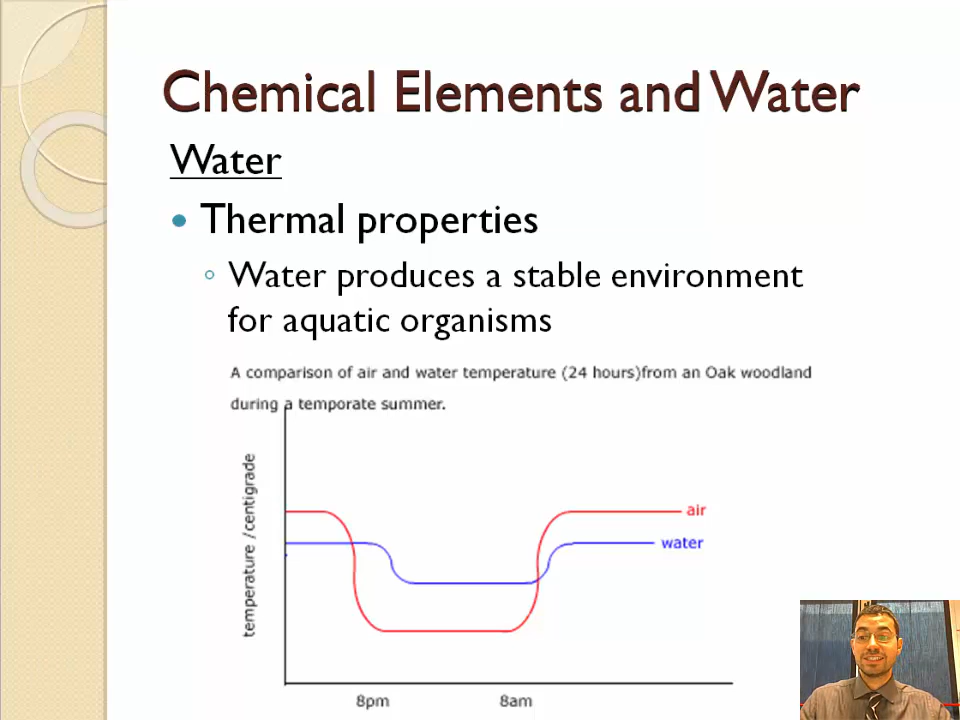 Chemical Elements and Water
Water
Thermal properties
Water produces a stable environment
for aquatic organisms
A comparison of air and water temperature (24 hours)from an Oak woodland
during a temporate summer.
temperature /centigrade
air
water
8pm
8am